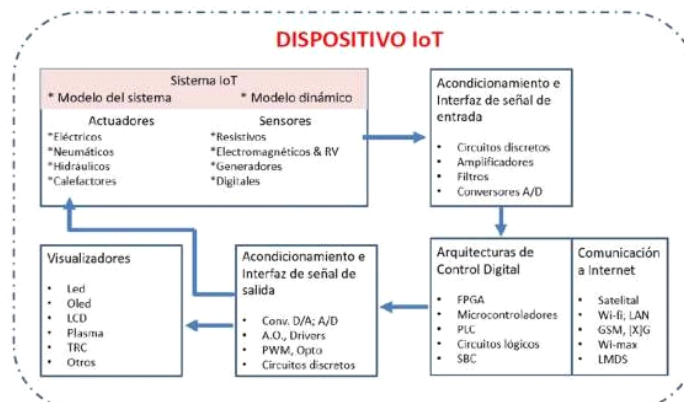 DISPOSITIVO IoT
Sistema IoT
* Modelo del sistema * Modelo dinámico
Actuadores
*Eléctricos
*Neumáticos
*Hidráulicos
*Calefactores
Sensores
*Resistivos
*Electromagnéticos & RV
*Generadores
*Digitales
Acondicionamiento e
Interfaz de señal de
entrada
• Circuitos discretos
• Amplificadores
• Filtros
• Conversores A/D
Visualizadores
• Led
• Oled
• LCD
• Plasma
• TRC
• Otros
Acondicionamiento e
Interfaz de señal de
salida
• Conv. D/A; A/D
• A.O., Drivers
• PWM, Opto
• Circuitos discretos
Arquitecturas de
Control Digital
• FPGA
• Microcontroladores
• PLC
• Circuitos lógicos
• SBC
Comunicación
a Internet
• Satelital
• Wi-fi; LAN
• GSM, [X]G
• Wi-max
• LMDS